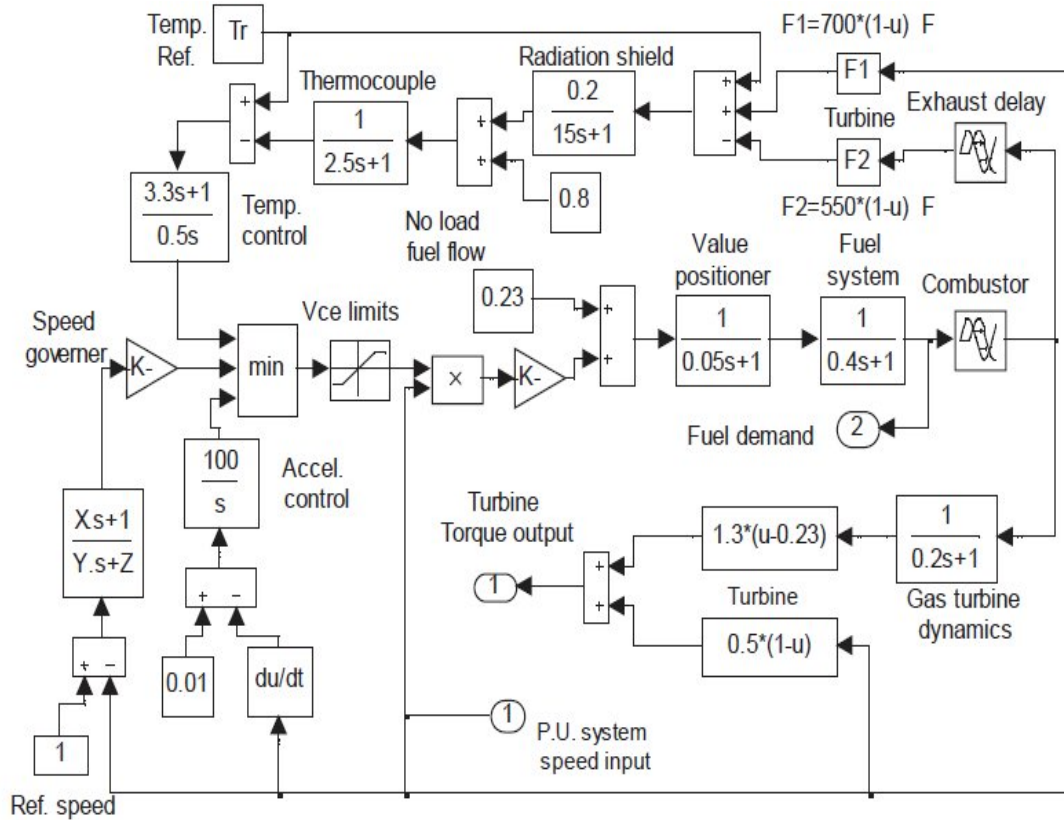 Temp.
Ref.
Tr
F1=700*(1-u) F
Radiation shield
Thermocouple
+
+
-
F1
Exhaust delay
Turbine
F2
0.2
15s+1
+
-
1
2.5s+1
+
+
3.3s+1
0.5s
Temp.
control
0.8
F2=550*(1-u) F
No load
fuel flow
Value
positioner
Fuel
system
Combustor
0.23
Vce limits
Speed
governer
K-
min
×
K-
+
+
1
0.05s+1
1
0.4s+1
Fuel demand
2
100
s
Accel.
control
Xs+1
Y.s+Z
Turbine
Torque output
1
+
+
1.3*(u-0.23)
1
0.2s+1
Gas turbine
dynamics
Turbine
0.5*(1-u)
+ -
+ -
0.01
du/dt
1
P.U. system
speed input
1
Ref. speed